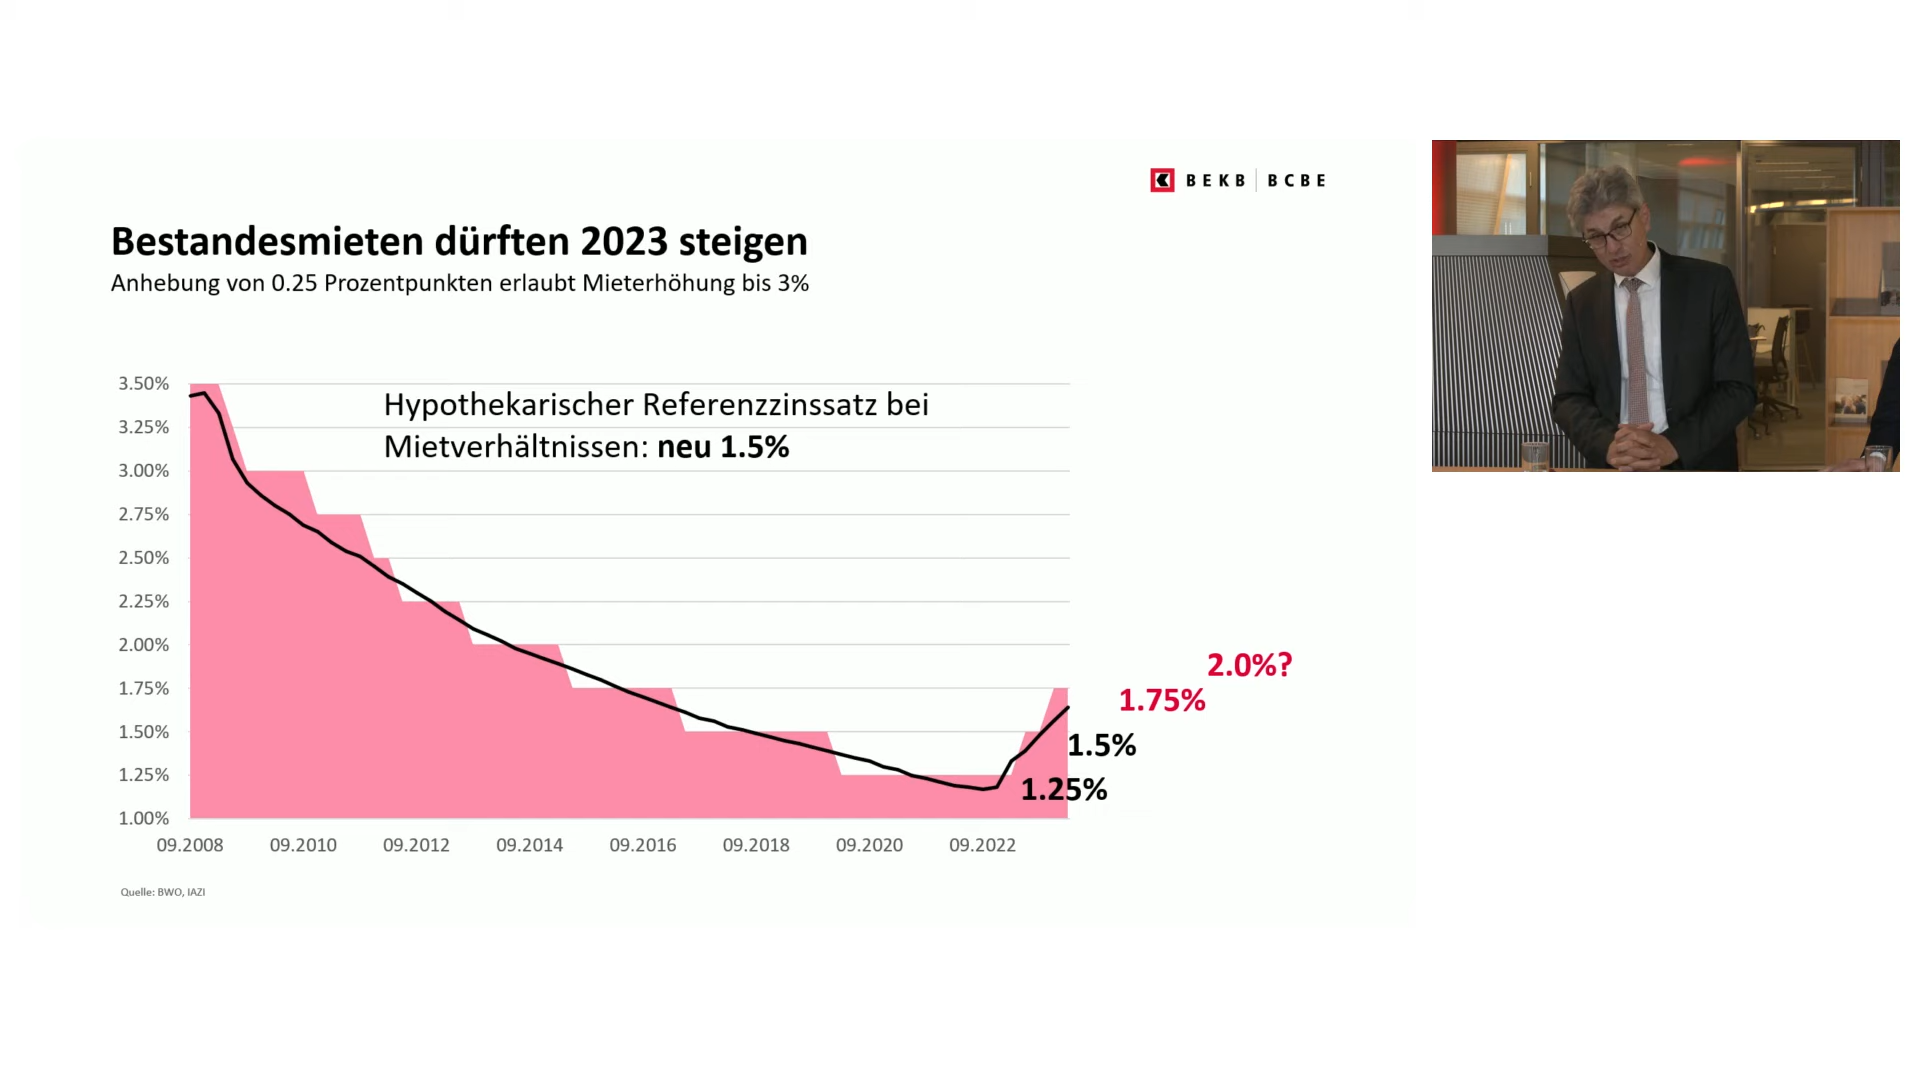 BEKB | BCBE
Bestandesmieten dürften 2023 steigen
Anhebung von 0.25 Prozentpunkten erlaubt Mieterhöhung bis 3%
Hypothekarischer Referenzzinssatz bei
Mietverhältnissen: neu 1.5%
3.50%
3.25%
3.00%
2.75%
2.50%
2.25%
2.00%
1.75%
1.50%
1.25%
1.00%
2.0%?
1.75%
1.5%
1.25%
09.2008 09.2010 09.2012 09.2014 09.2016 09.2018 09.2020 09.2022
Quelle: BWO, IAZI